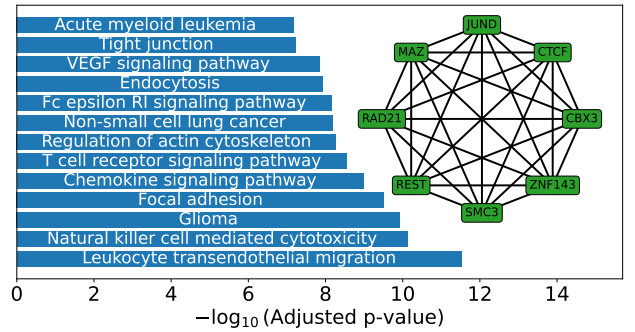 Acute myeloid leukemia
Tight junction
VEGF signaling pathway
Endocytosis
Fc epsilon RI signaling pathway
Non-small cell lung cancer
Regulation of actin cytoskeleton
T cell receptor signaling pathway
Chemokine signaling pathway
Focal adhesion
Glioma
Natural killer cell mediated cytotoxicity
Leukocyte transendothelial migration
JUND
MAZ CTCF
RAD21 CBX3
REST ZNF143
SMC3
0 2 4 6 8 10 12 14
−log₁₀ (Adjusted p-value)